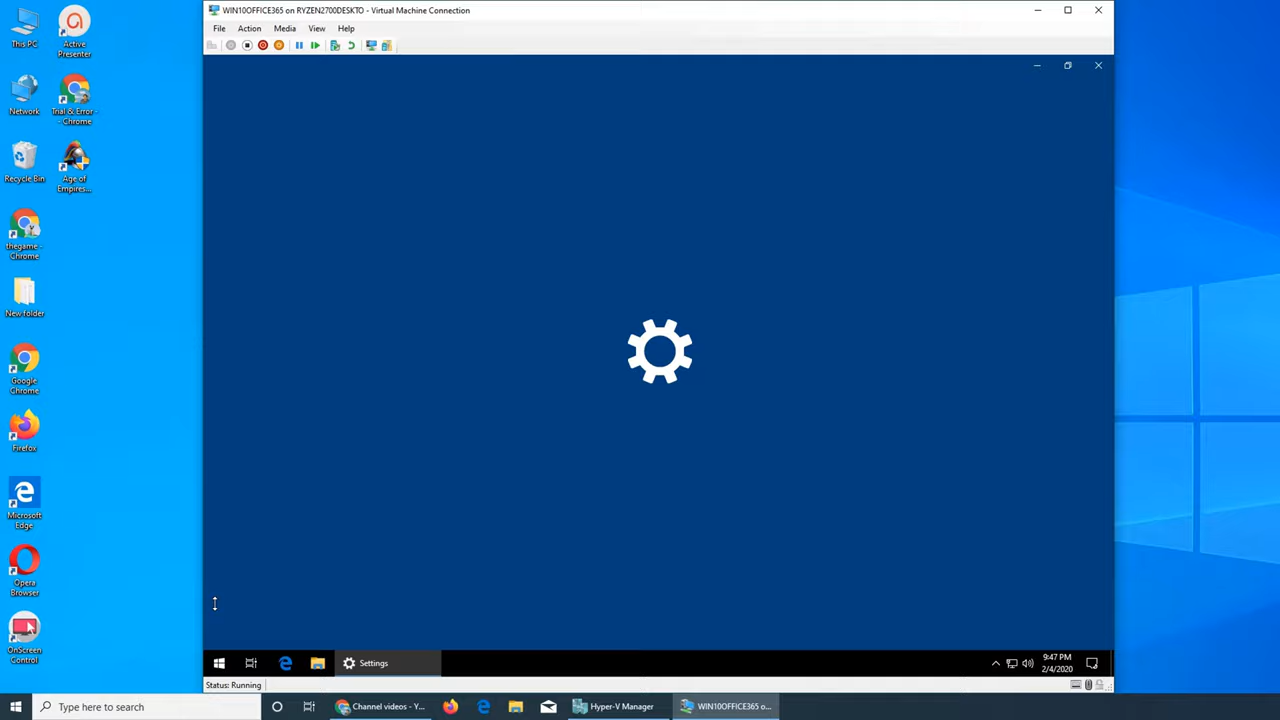 WIN10OFFICE365 on RYZEN2700DESKTO - Virtual Machine Connection
File Action Media View Help
This PC
Active
Presenter
Network
Trial & Error -
- Chrome
Recycle Bin
Age of
Empires...
thegame -
Chrome
New folder
Google
Chrome
Firefox
Microsoft
Edge
Opera
Browser
OnScreen
Control
Settings
9:47 PM
2/4/2020
Status: Running
Type here to search
Channel videos - Y...
Hyper-V Manager
WIN10OFFICE365 o...